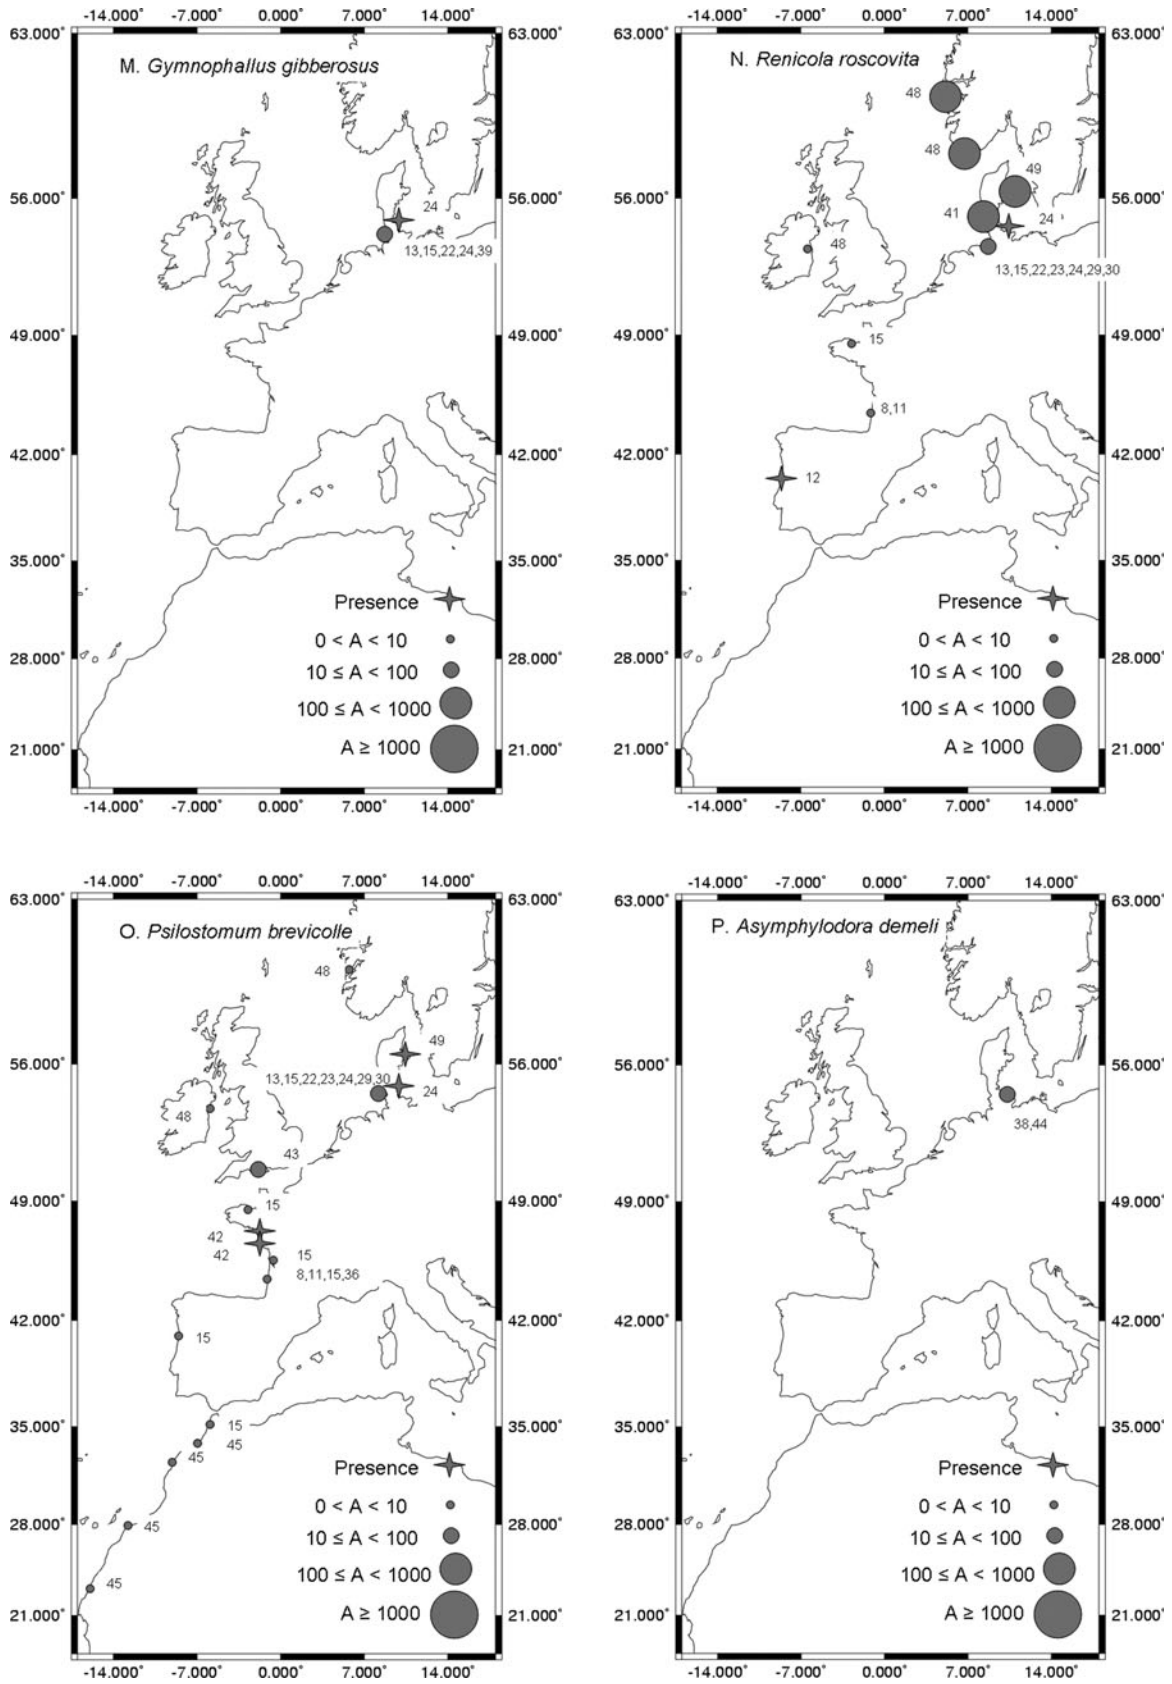 -14.000° -7.000° 0.000° 7.000° 14.000°
63.000° 63.000°
M. Gymnophallus gibberosus
24
56.000° 56.000°
13,15,22,24,39
49.000° 49.000°
42.000° 42.000°
35.000° 35.000°
Presence
0 < A < 10
28.000° 28.000°
10 ≤ A < 100
100 ≤ A < 1000
21.000° A ≥ 1000 21.000°
-14.000° -7.000° 0.000° 7.000° 14.000°
-14.000° -7.000° 0.000° 7.000° 14.000°
63.000° 63.000°
N. Renicola roscovita
48
48
49
56.000° 56.000°
41 24
48
13,15,22,23,24,29,30
49.000° 49.000°
15
8,11
42.000° 42.000°
12
35.000° 35.000°
Presence
0 < A < 10
28.000° 28.000°
10 ≤ A < 100
100 ≤ A < 1000
21.000° A ≥ 1000 21.000°
-14.000° -7.000° 0.000° 7.000° 14.000°
-14.000° -7.000° 0.000° 7.000° 14.000°
63.000° 63.000°
O. Psilostomum brevicolle
48
49
56.000° 56.000°
13,15,22,23,24,29,30
24
48
43
49.000° 49.000°
15
42
42 15
8,11,15,36
42.000° 42.000°
15
35.000° 15 35.000°
45
45
Presence
0 < A < 10
28.000° 45 28.000°
10 ≤ A < 100
100 ≤ A < 1000
45
21.000° A ≥ 1000 21.000°
-14.000° -7.000° 0.000° 7.000° 14.000°
-14.000° -7.000° 0.000° 7.000° 14.000°
63.000° 63.000°
P. Asymphylodora demeli
56.000° 56.000°
38,44
49.000° 49.000°
42.000° 42.000°
35.000° 35.000°
Presence
0 < A < 10
28.000° 28.000°
10 ≤ A < 100
100 ≤ A < 1000
21.000° A ≥ 1000 21.000°
-14.000° -7.000° 0.000° 7.000° 14.000°